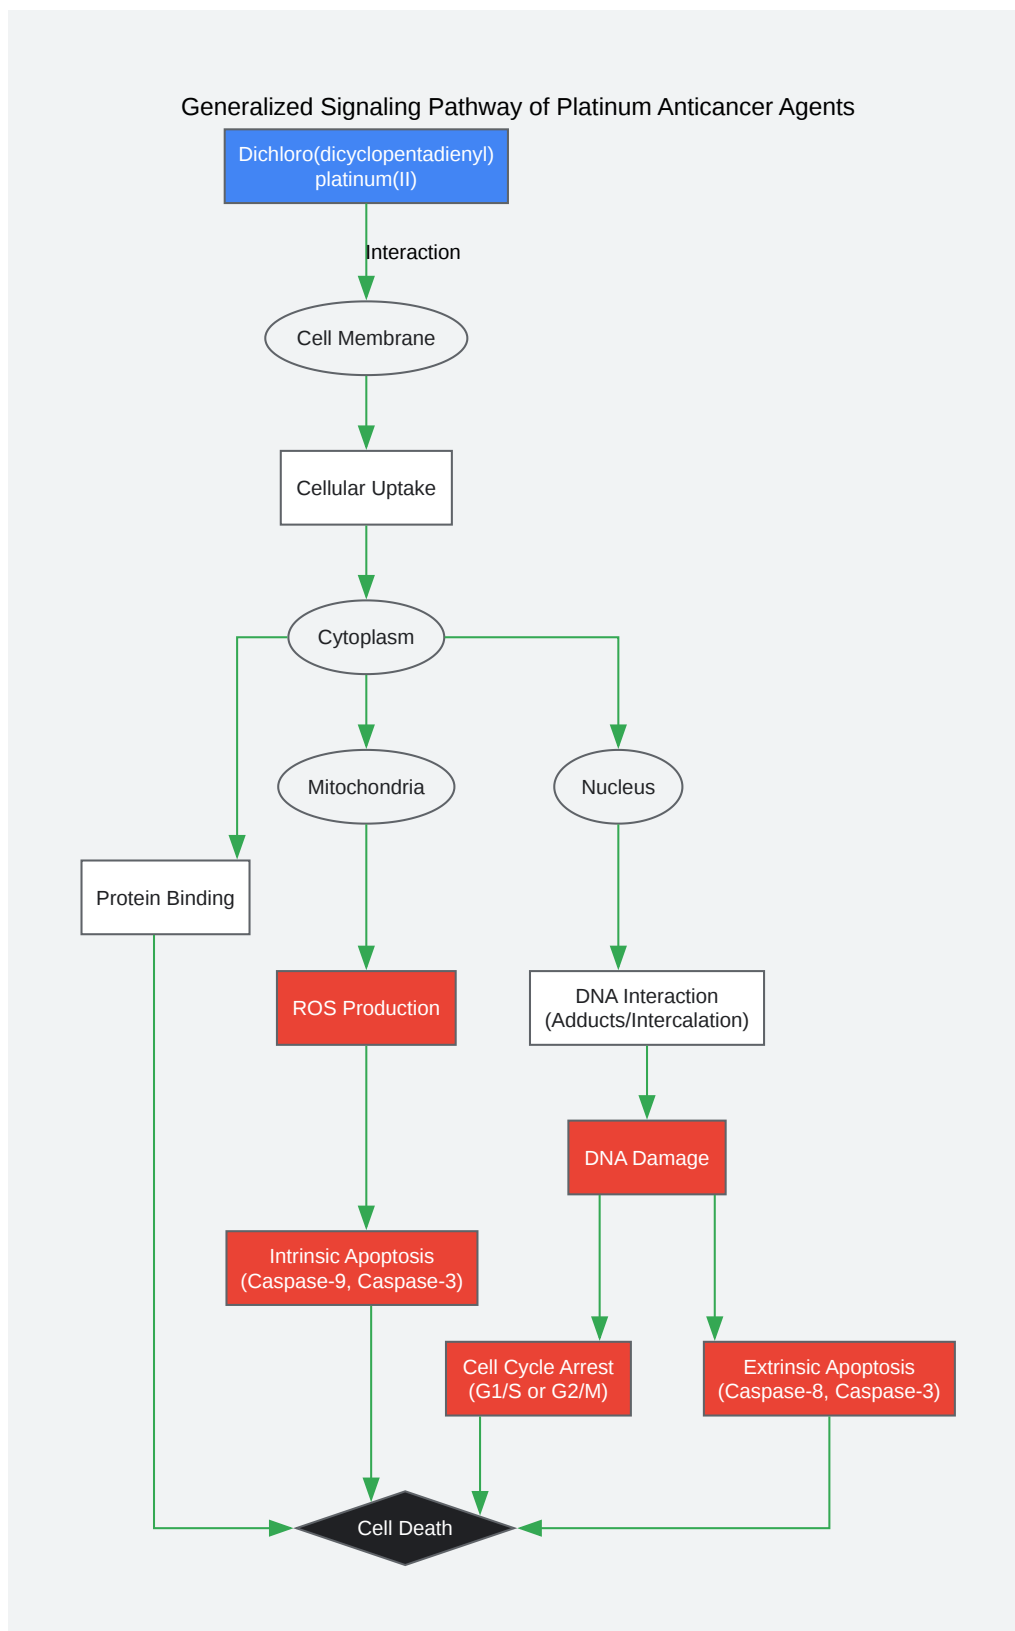 Generalized Signaling Pathway of Platinum Anticancer Agents
Dichloro(dicyclopentadienyl)
platinum(II)
Interaction
Cell Membrane
Cellular Uptake
Cytoplasm
Mitochondria
Nucleus
Protein Binding
ROS Production
DNA Interaction
(Adducts/Intercalation)
DNA Damage
Intrinsic Apoptosis
(Caspase-9, Caspase-3)
Cell Cycle Arrest
(G1/S or G2/M)
Extrinsic Apoptosis
(Caspase-8, Caspase-3)
Cell Death